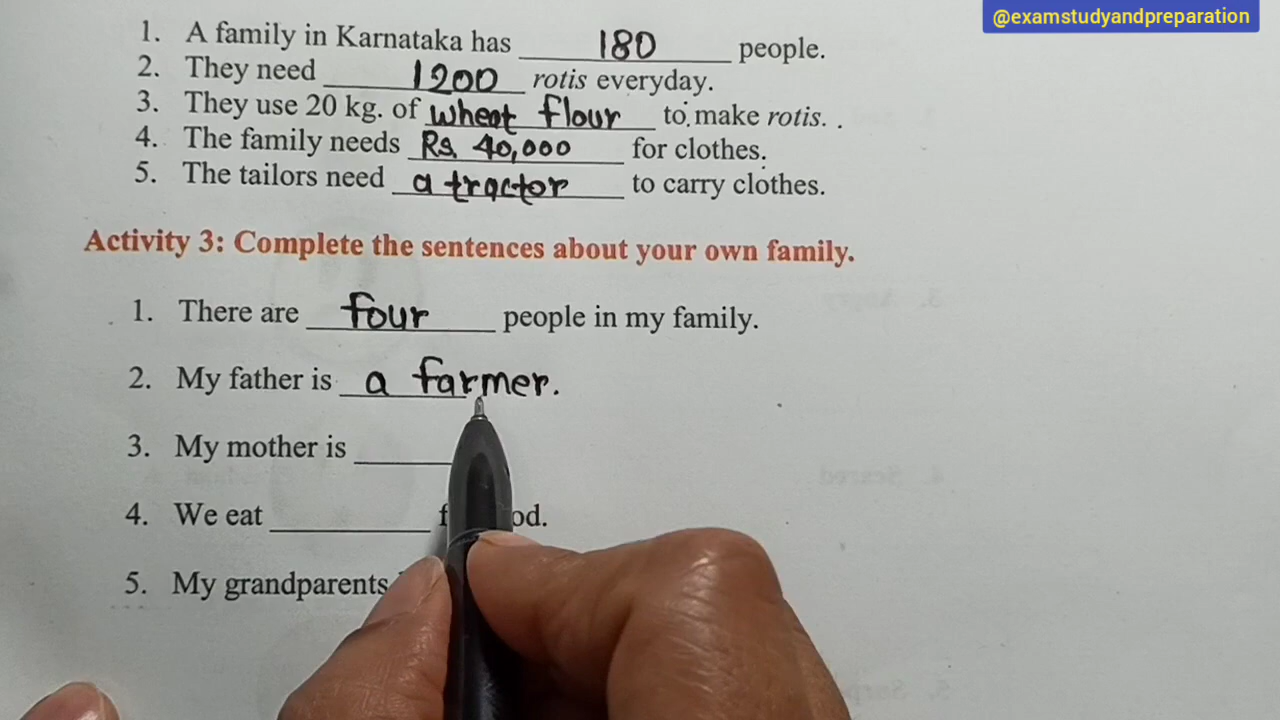 @examstudyandpreparation
1. A family in Karnataka has 180 people.
2. They need 1200 rotis everyday.
3. They use 20 kg. of wheat flour to make rotis. .
4. The family needs Rs. 40,000 for clothes.
5. The tailors need a tractor to carry clothes.
Activity 3: Complete the sentences about your own family.
1. There are four people in my family.
2. My father is a farmer.
3. My mother is
4. We eat
5. My grandparents